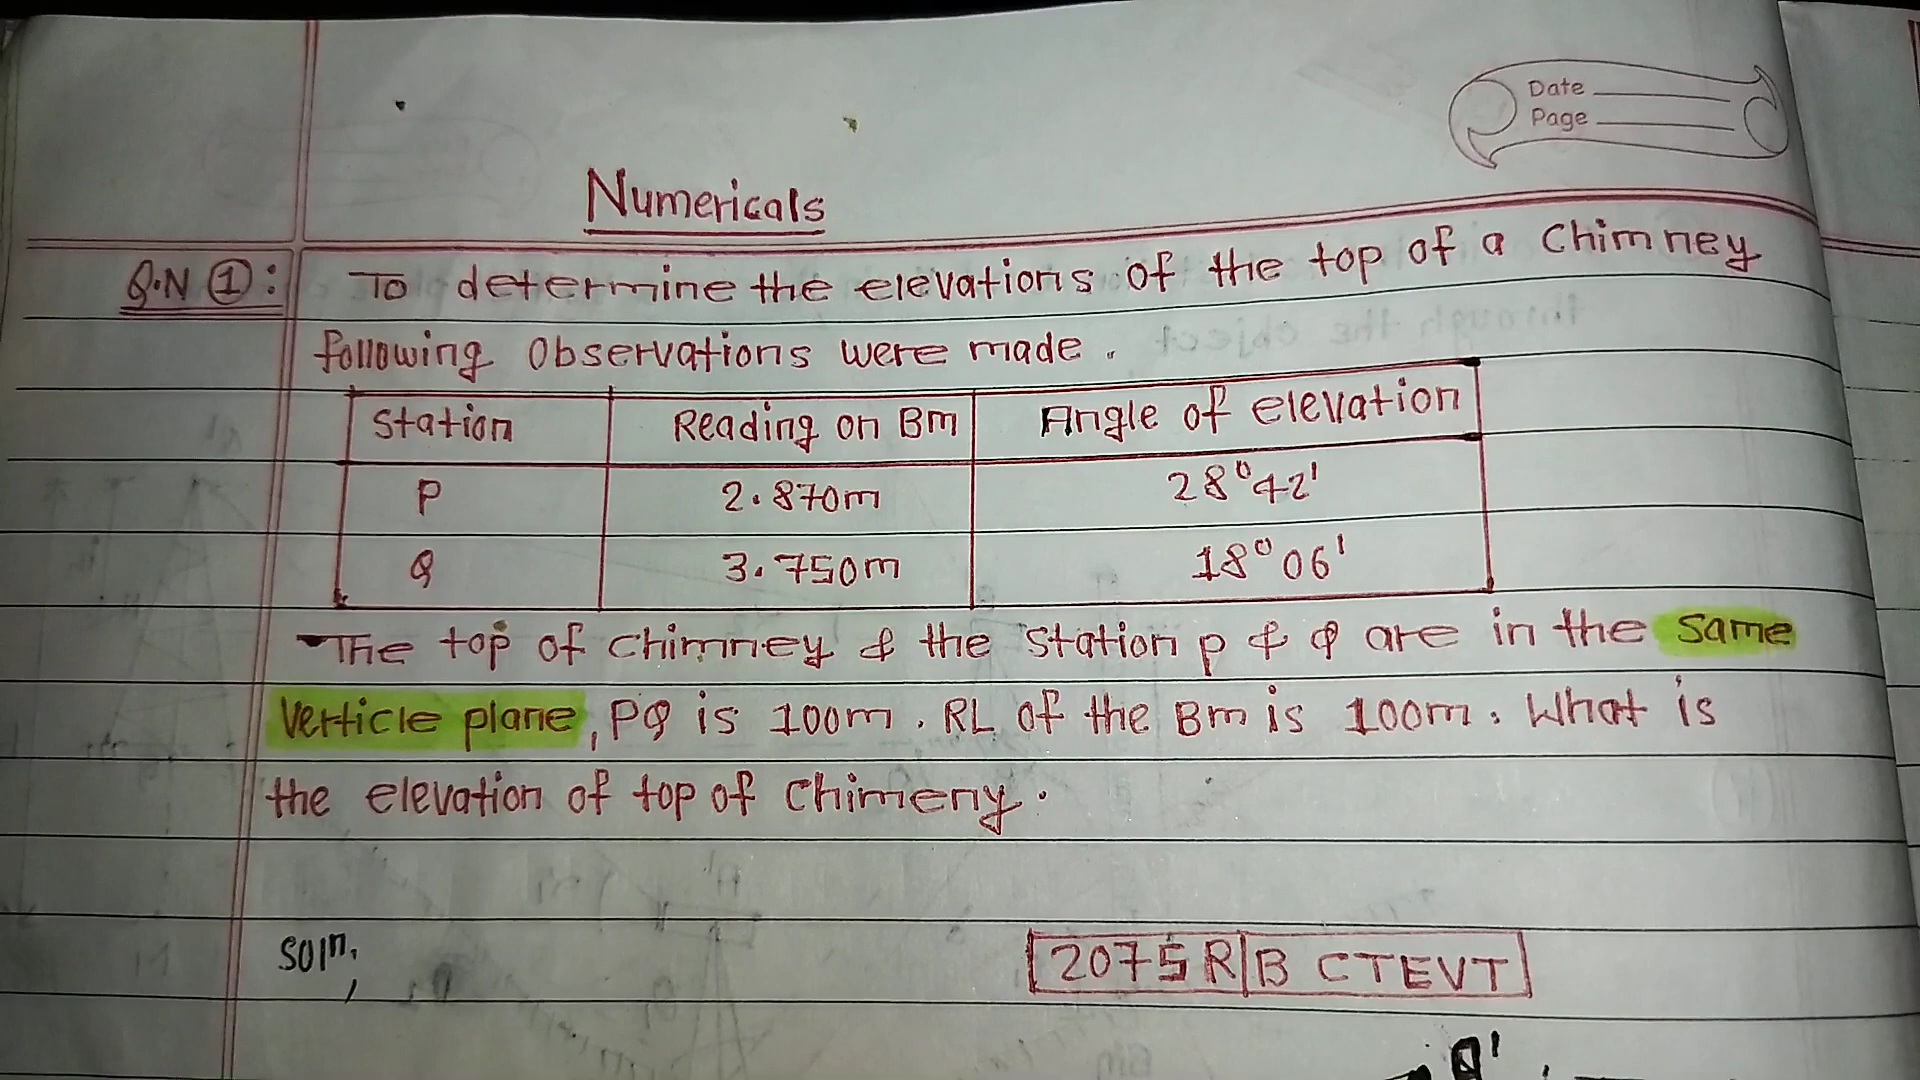 Date
Page
Numericals
Q.N ①: To determine the elevations of the top of a Chimney
following observations were made.
Station Reading on Bm Angle of elevation
P 2.870m 28°42'
Q 3.750m 18°06'
The top of chimney & the station p & Q are in the same
verticle plane, PQ is 100m. RL of the Bm is 100m. What is
the elevation of top of chimeny.
soln;
2075 R/B CTEVT